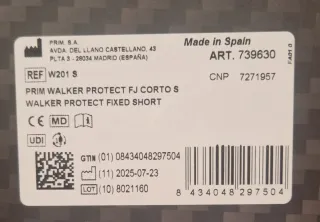 PRIM, S.A.
AVDA. DEL LLANO CASTELLANO, 43
PLTA 3 - 28034 MADRID (ESPAÑA)
Made in Spain
ART. 739630
REF W201 S
CNP 7271957
PRIM WALKER PROTECT FJ CORTO S
WALKER PROTECT FIXED SHORT
CE MD
UDI
GTIN (01) 08434048297504
(11) 2025-07-23
LOT (10) 8021160
8 434048 297504